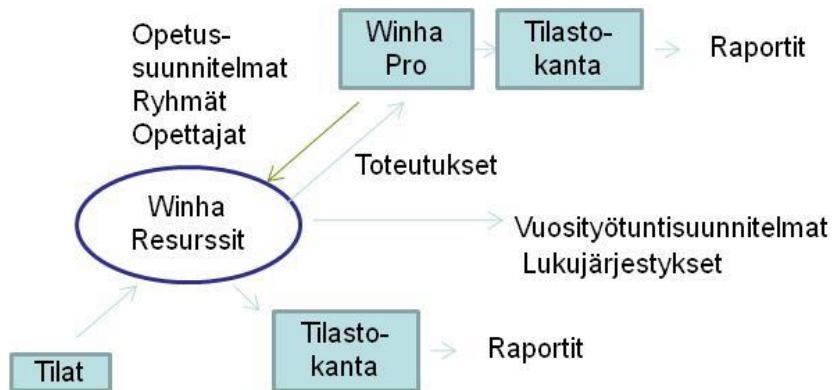 Opetus-
suunnitelmat
Ryhmät
Opettajat
Winha
Pro
Tilasto-
kanta
Raportit
Toteutukset
Winha
Resurssit
Vuosityötuntisuunnitelmat
Lukujärjestykset
Tilasto-
kanta
Raportit
Tilat